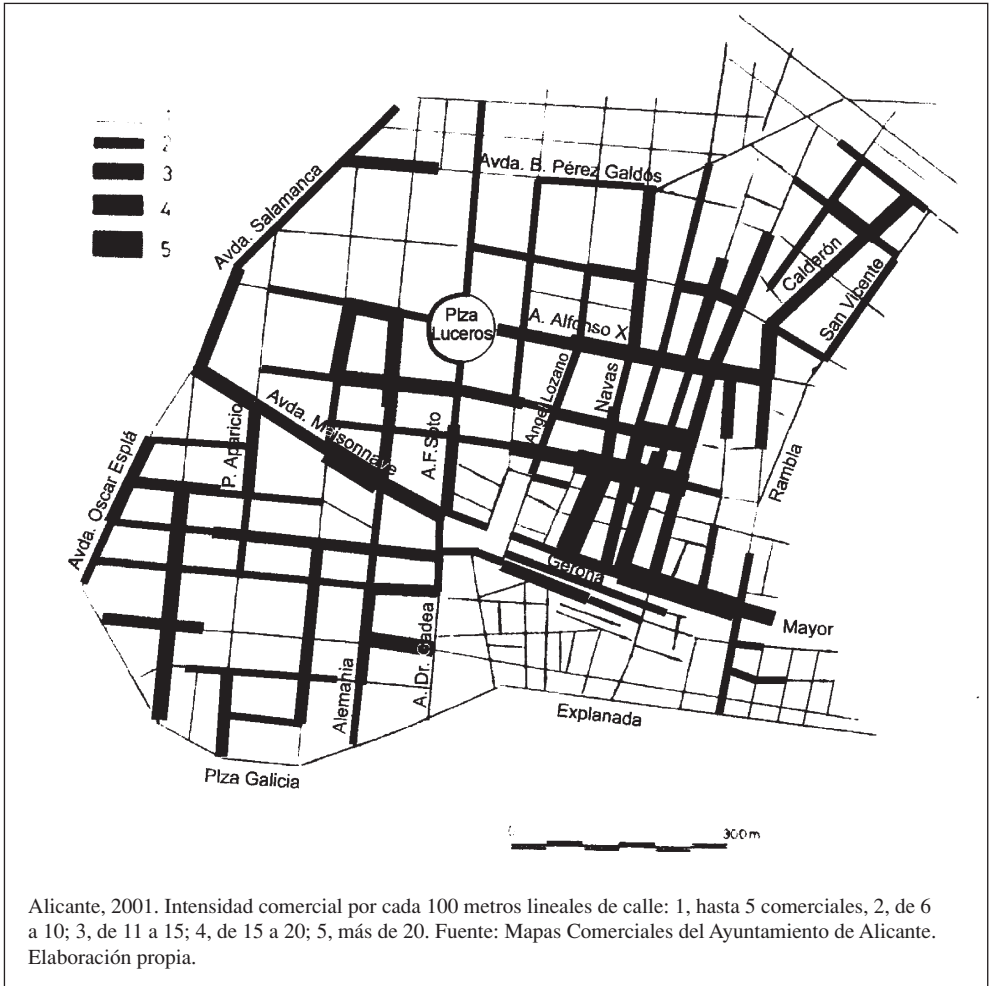 1
2
3
4
5
Avda. Salamanca
Avda. B. Pérez Galdós
Calderón
San Vicente
Plza
Luceros
A. Alfonso X
Angel Lozano
Navas
Avda. Maisonnave
P. Aparicio
A.F.Soto
Rambla
Avda. Oscar Esplá
Gerona
Mayor
Alemania
A. Dr. Gadea
Explanada
Plza Galicia
300m
Alicante, 2001. Intensidad comercial por cada 100 metros lineales de calle: 1, hasta 5 comerciales, 2, de 6
a 10; 3, de 11 a 15; 4, de 15 a 20; 5, más de 20. Fuente: Mapas Comerciales del Ayuntamiento de Alicante.
Elaboración propia.